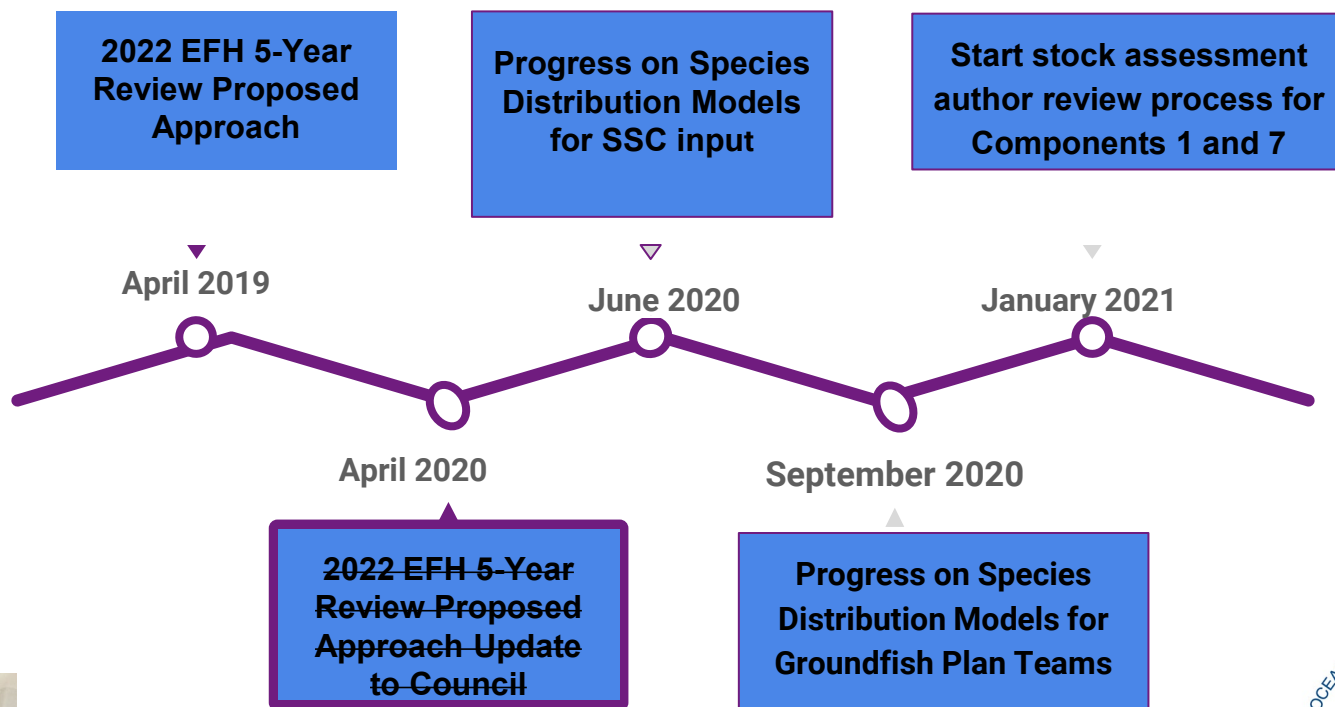 2022 EFH 5-Year
Review Proposed
Approach
Progress on Species
Distribution Models
for SSC input
Start stock assessment
author review process for
Components 1 and 7
April 2019
June 2020
January 2021
April 2020
September 2020
2022 EFH 5-Year
Review Proposed
Approach Update
to Council
Progress on Species
Distribution Models for
Groundfish Plan Teams